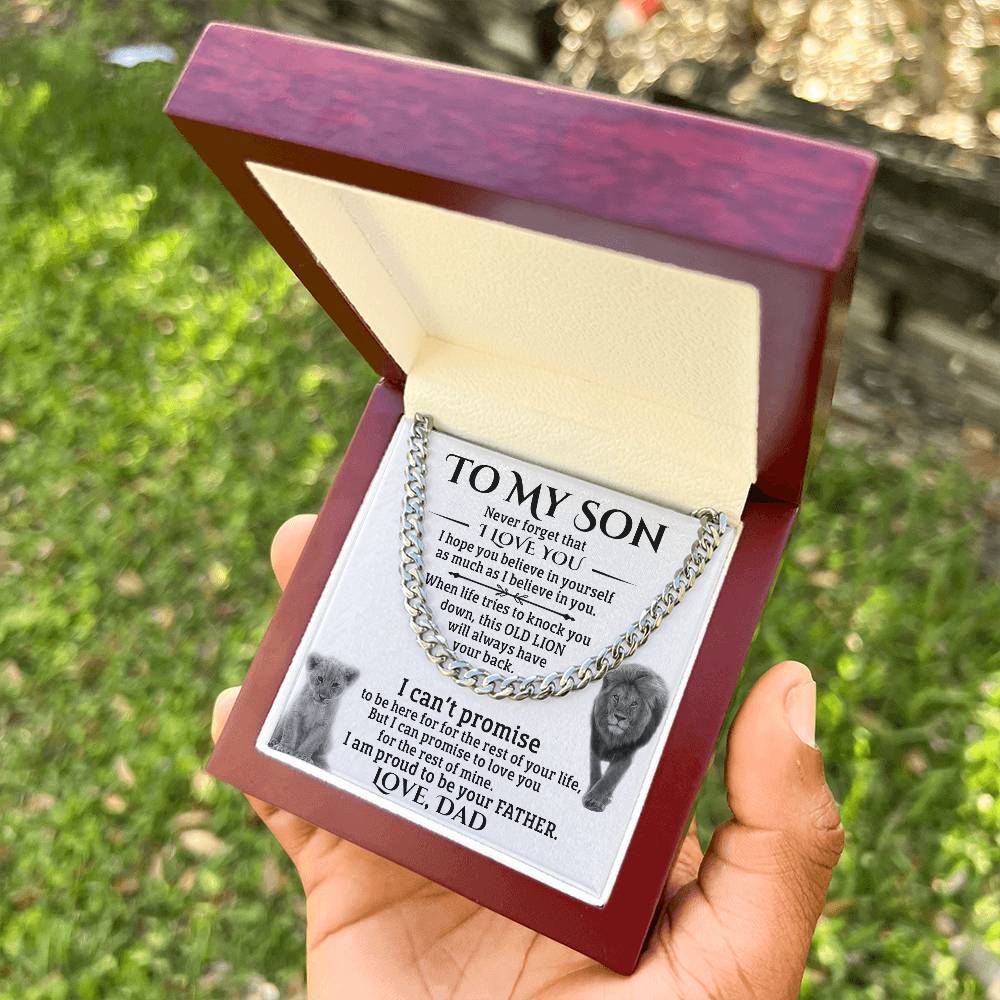 TO MY SON
Never forget that
I LOVE YOU
I hope you believe in yourself
as much as I believe in you.
When life tries to knock you
down, this OLD LION
will always have
your back.
I can't promise
to be here for for the rest of your life,
But I can promise to love you
for the rest of mine.
I am proud to be your FATHER.
LOVE, DAD